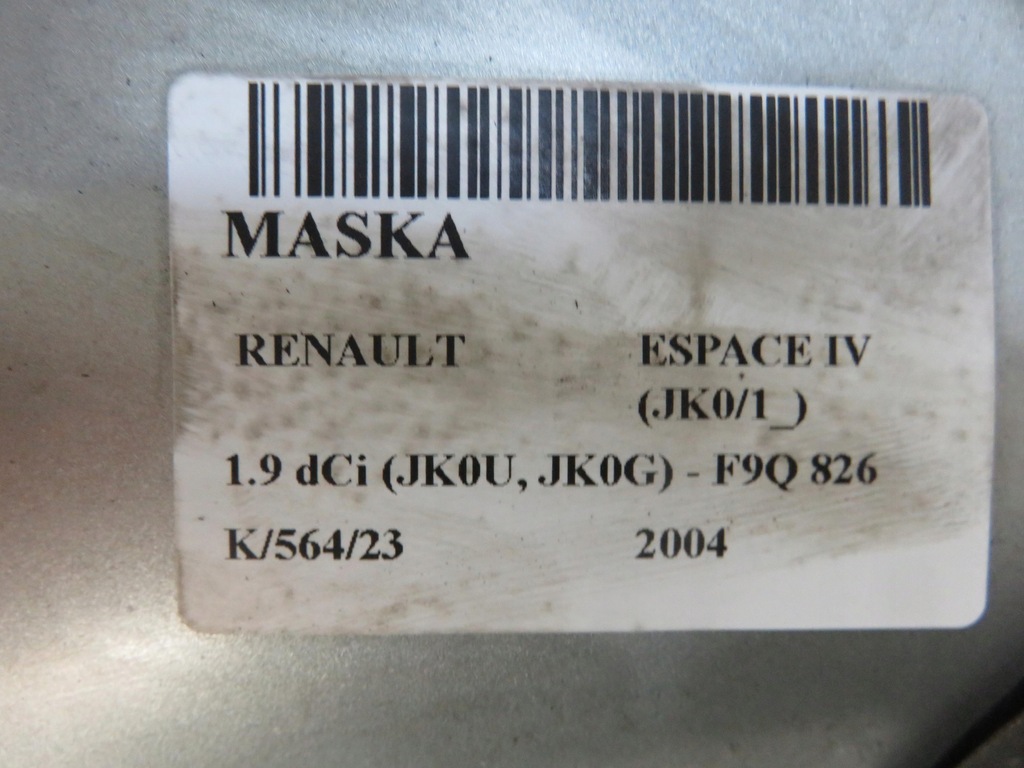 MASKA
RENAULT ESPACE IV
(JK0/1_)
1.9 dCi (JK0U, JK0G) - F9Q 826
K/564/23 2004